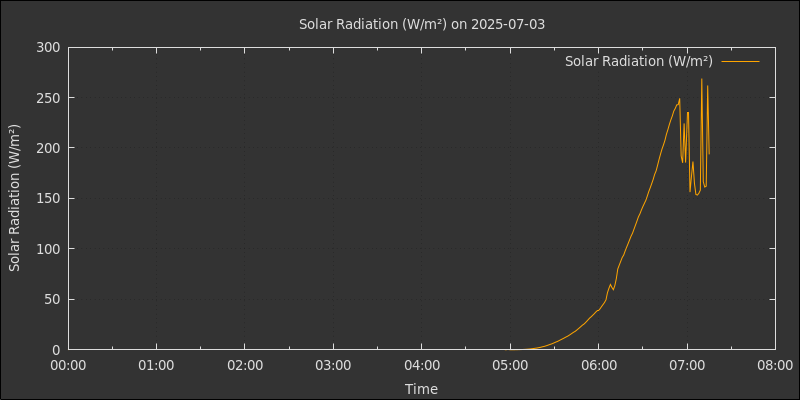 Solar Radiation (W/m²) on 2025-07-03
Solar Radiation (W/m²)
300
250
200
150
100
50
0
Solar Radiation (W/m²)
00:00 01:00 02:00 03:00 04:00 05:00 06:00 07:00 08:00
Time